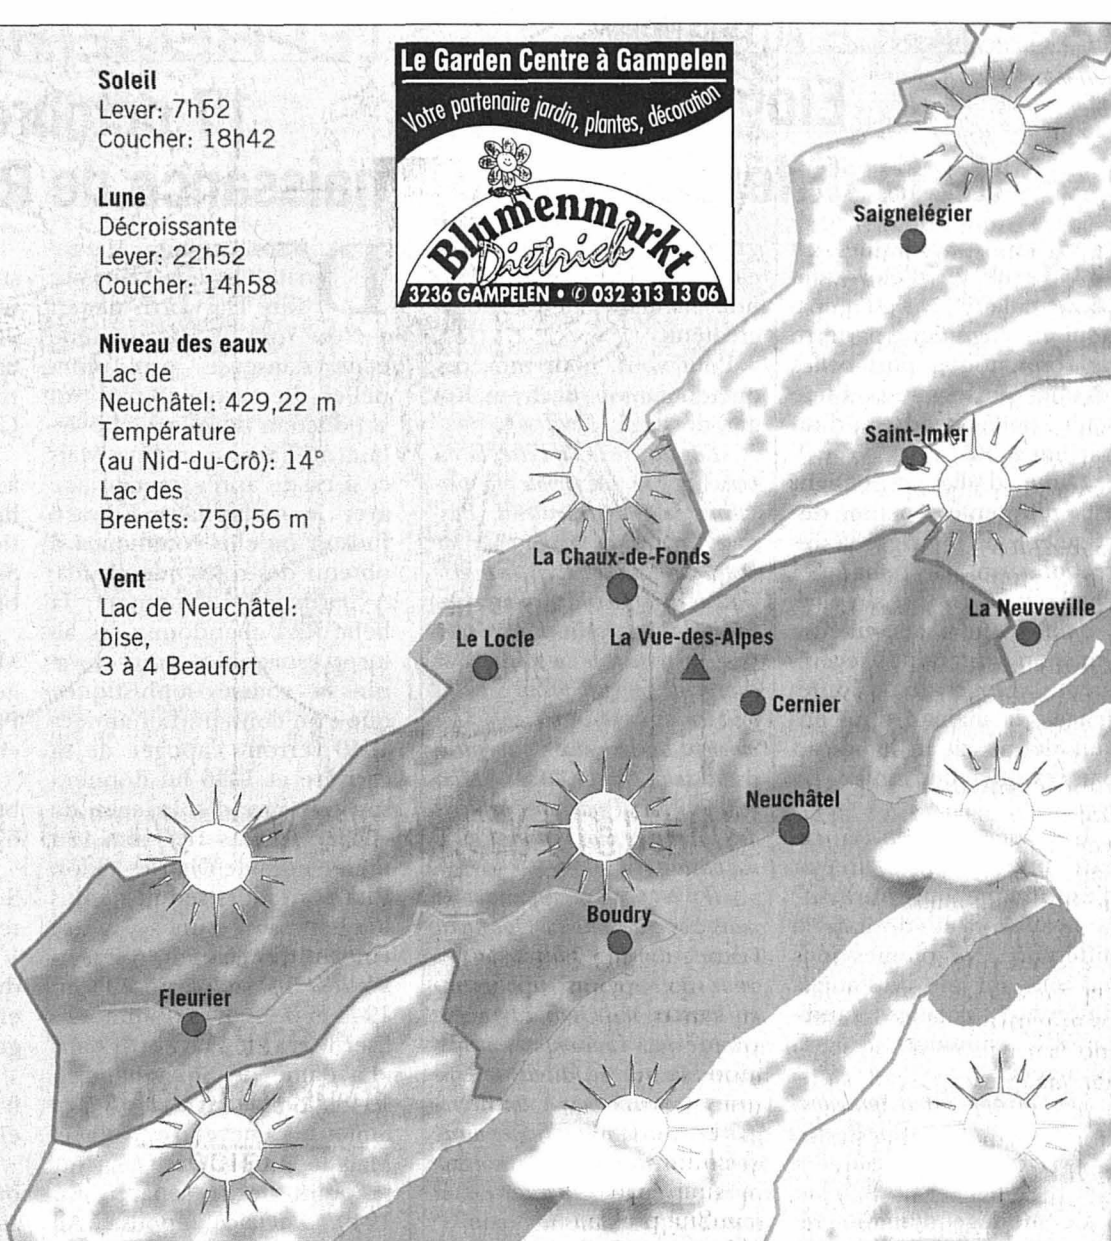 Soleil
Lever: 7h52
Coucher: 18h42
Lune
Décroissante
Lever: 22h52
Coucher: 14h58
Niveau des eaux
Lac de
Neuchâtel: 429,22 m
Température
(au Nid-du-Crô): 14°
Lac des
Brenets: 750,56 m
Vent
Lac de Neuchâtel:
bise,
3 à 4 Beaufort
Le Garden Centre à Gampelen
Votre partenaire jardin, plantes, décoration
Blumenmarkt
Dietrich
3236 GAMPELEN • ✆ 032 313 13 06
Saignelégier
Saint-Imier
La Chaux-de-Fonds
La Neuveville
Le Locle
La Vue-des-Alpes
Cernier
Neuchâtel
Boudry
Fleurier